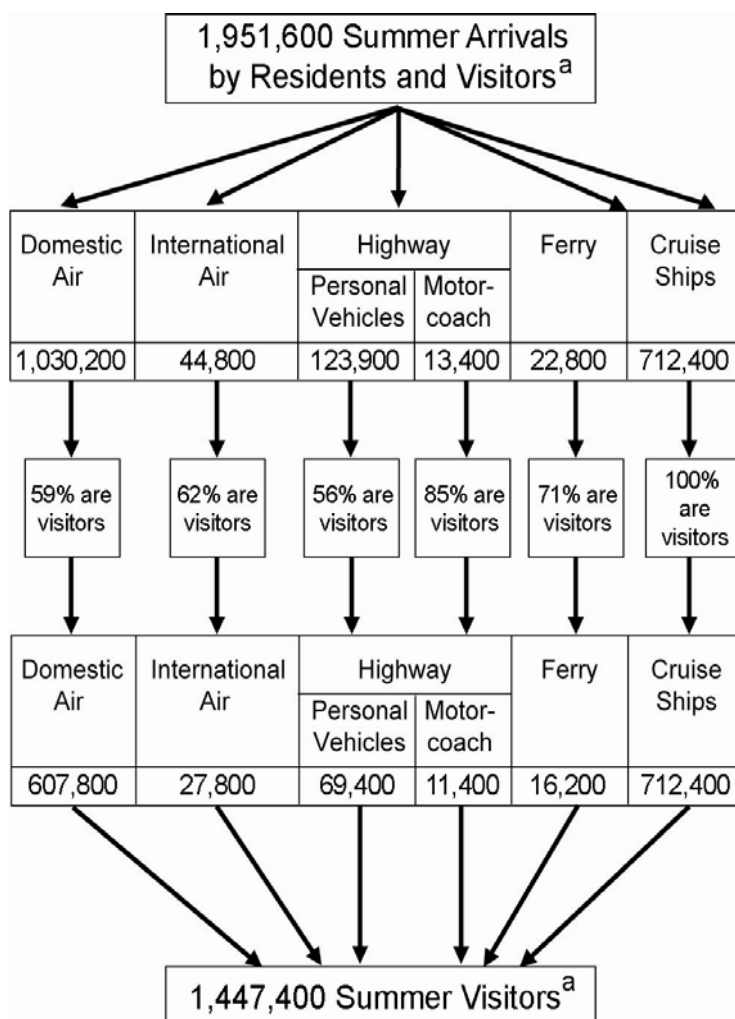 1,951,600 Summer Arrivals
by Residents and Visitors^a
Domestic
Air
International
Air
Highway
Ferry
Cruise
Ships
Personal
Vehicles
Motor-
coach
1,030,200
44,800
123,900
13,400
22,800
712,400
59% are
visitors
62% are
visitors
56% are
visitors
85% are
visitors
71% are
visitors
100%
are
visitors
Domestic
Air
International
Air
Highway
Ferry
Cruise
Ships
Personal
Vehicles
Motor-
coach
607,800
27,800
69,400
11,400
16,200
712,400
1,447,400 Summer Visitors^a